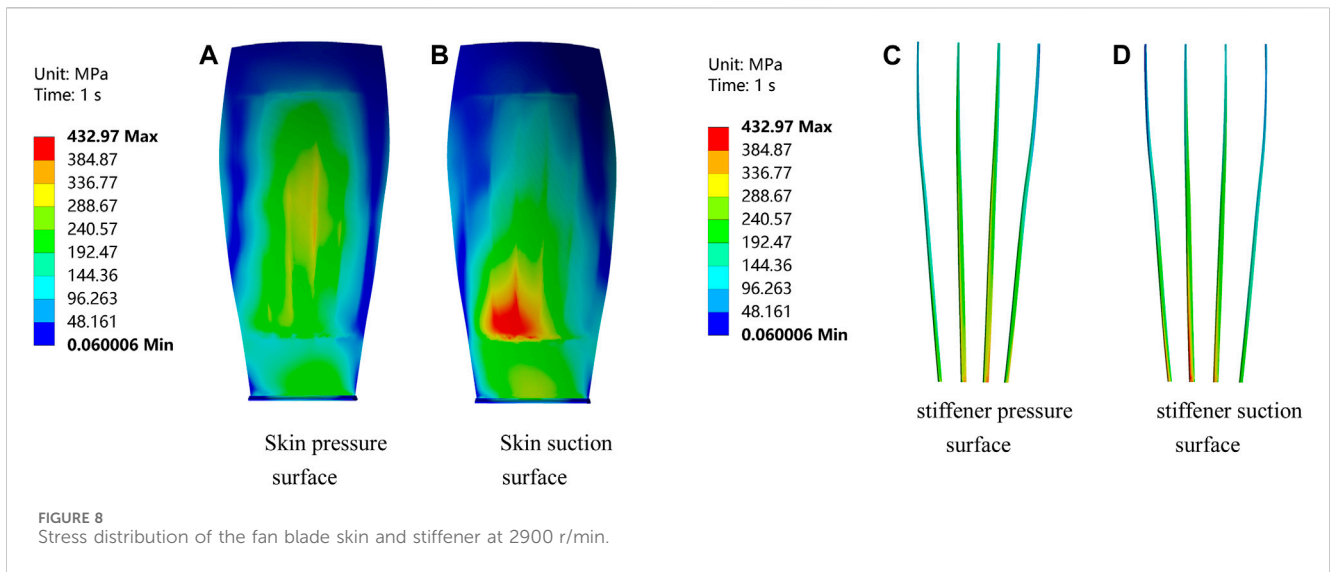 A
B
Unit: MPa
Time: 1 s
432.97 Max
384.87
336.77
288.67
240.57
192.47
144.36
96.263
48.161
0.060006 Min
Skin pressure
surface
Skin suction
surface
Unit: MPa
Time: 1 s
432.97 Max
384.87
336.77
288.67
240.57
192.47
144.36
96.263
48.161
0.060006 Min
C
D
stiffener pressure
surface
stiffener suction
surface
FIGURE 8
Stress distribution of the fan blade skin and stiffener at 2900 r/min.